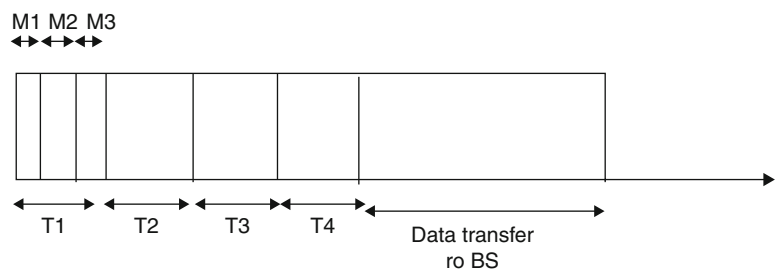 M1 M2 M3
T1 T2 T3 T4
Data transfer
ro BS